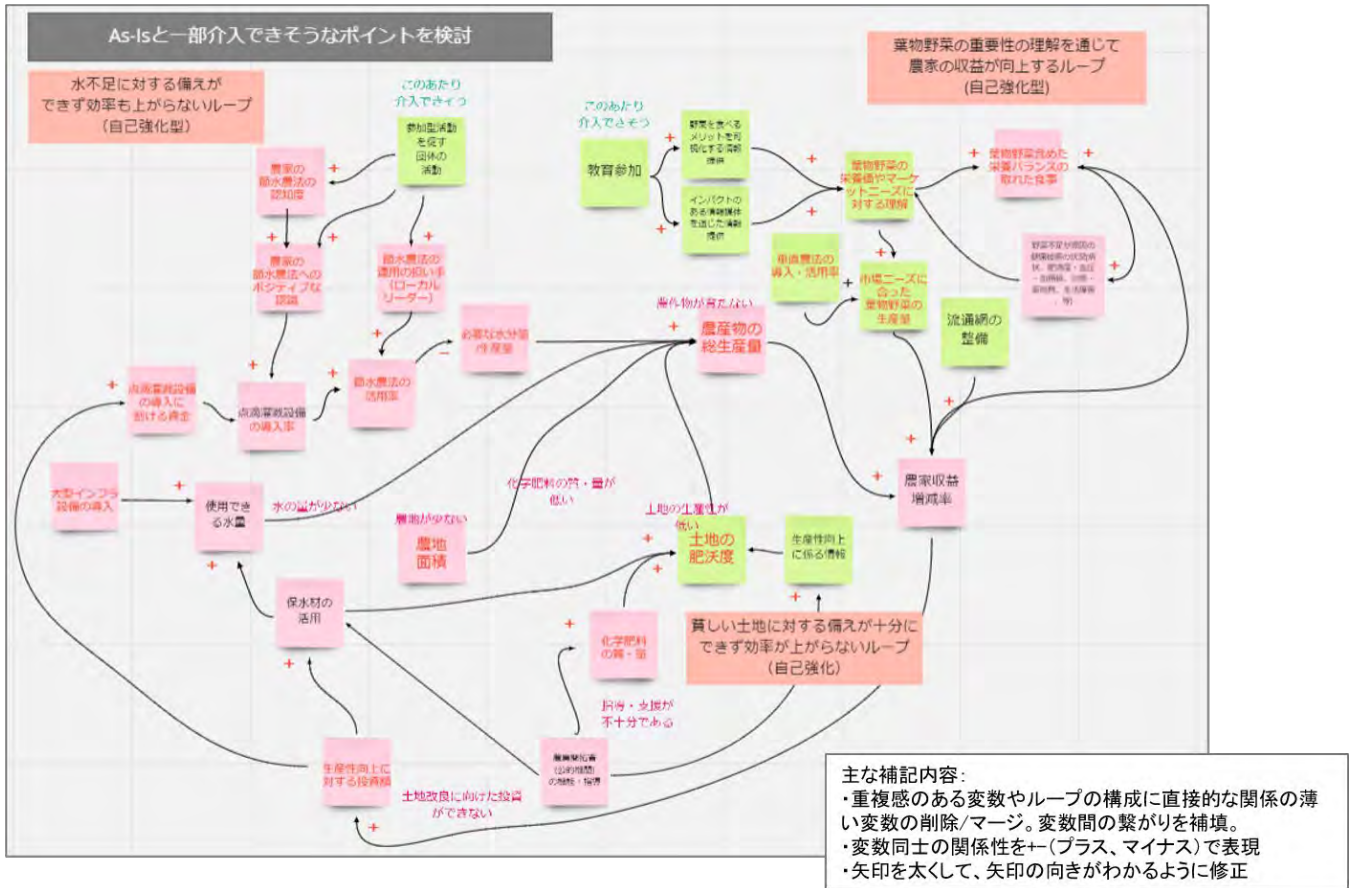 As-Isと一部介入できそうなポイントを検討
水不足に対する備えが
できず効率も上がらないループ
（自己強化型）
このあたり
介入できそう
参加型活動
を促す
団体の
活動
農家の
節水農法の
認知度
農家の
節水農法への
ポジティブな
認識
節水農法の
運用の担い手
（ローカル
リーダー）
このあたり
介入できそう
教育参加
野菜を食べる
メリットを可
視化する情報
提供
インパクトの
ある情報媒体
を通じた情報
提供
葉物野菜の重要性の理解を通じて
農家の収益が向上するループ
(自己強化型)
葉物野菜の
栄養価やマーケ
ットニーズに
対する理解
葉物野菜含めた
栄養バランスの
取れた食事
垂直農法の
導入・活用率
市場ニーズに
合った
葉物野菜の
生産量
流通網の
整備
農作物が育たない
農産物の
総生産量
必要な水分量
/生産量
点滴灌漑設備
の導入に
割ける資金
点滴灌漑設備
の導入率
節水農法の
活用率
大型インフラ
設備の導入
使用でき
る水量
水の量が少ない
化学肥料の質・量が
低い
農地が少ない
農地
面積
土地の生産性が
低い
土地の
肥沃度
生産性向上
に係る情報
農家収益
増減率
保水材の
活用
化学肥料
の質・量
貧しい土地に対する備えが十分に
できず効率が上がらないループ
（自己強化）
指導・支援が
不十分である
生産性向上に
対する投資額
土地改良に向けた投資
ができない
主な補記内容：
・重複感のある変数やループの構成に直接的な関係の薄
い変数の削除/マージ。変数間の繋がりを補填。
・変数同士の関係性を+-(プラス、マイナス)で表現
・矢印を太くして、矢印の向きがわかるように修正